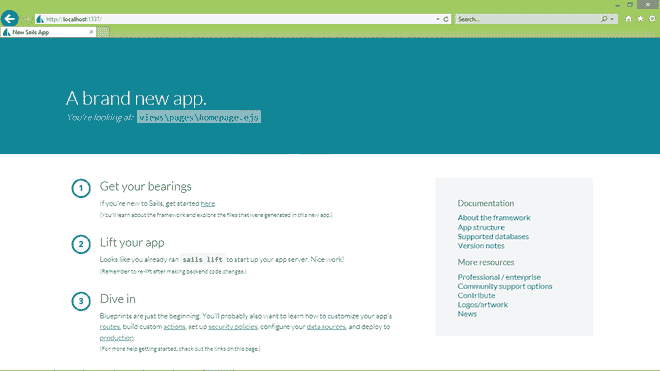 http://localhost:1337/
Search...
New Sails App
A brand new app.
You're looking at: views\pages\homepage.ejs
1
Get your bearings
If you're new to Sails, get started here.
(You'll learn about the framework and explore the files that were generated in this new app.)
2
Lift your app
Looks like you already ran sails lift to start up your app server. Nice work!
(Remember to re-lift after making backend code changes.)
3
Dive in
Blueprints are just the beginning. You'll probably also want to learn how to customize your app's
routes, build custom actions, set up security policies, configure your data sources, and deploy to
production.
(For more help getting started, check out the links on this page.)
Documentation
About the framework
App structure
Supported databases
Version notes
More resources
Professional / enterprise
Community support options
Contribute
Logos/artwork
News